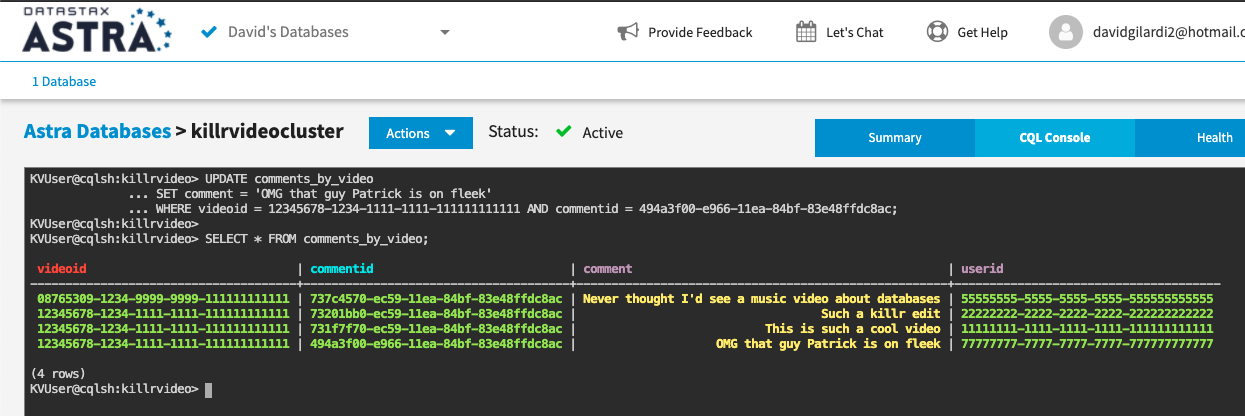 DATASTAX
ASTRA
David's Databases
Provide Feedback
Let's Chat
Get Help
davidgilardi2@hotmail.c
1 Database
Astra Databases > killrvideocluster
Actions
Status:
Active
Summary
CQL Console
Health
KVUser@cqlsh:killrvideo> UPDATE comments_by_video
... SET comment = 'OMG that guy Patrick is on fleek'
... WHERE videoid = 12345678-1234-1111-1111-111111111111 AND commentid = 494a3f00-e966-11ea-84bf-83e48ffdc8ac;
KVUser@cqlsh:killrvideo>
KVUser@cqlsh:killrvideo> SELECT * FROM comments_by_video;
videoid | commentid | comment | userid
08765309-1234-9999-9999-111111111111 | 737c4570-ec59-11ea-84bf-83e48ffdc8ac | Never thought I'd see a music video about databases | 55555555-5555-5555-5555-555555555555
12345678-1234-1111-1111-111111111111 | 73201bb0-ec59-11ea-84bf-83e48ffdc8ac | Such a killr edit | 22222222-2222-2222-2222-222222222222
12345678-1234-1111-1111-111111111111 | 731f7f70-ec59-11ea-84bf-83e48ffdc8ac | This is such a cool video | 11111111-1111-1111-1111-111111111111
12345678-1234-1111-1111-111111111111 | 494a3f00-e966-11ea-84bf-83e48ffdc8ac | OMG that guy Patrick is on fleek | 77777777-7777-7777-7777-777777777777
(4 rows)
KVUser@cqlsh:killrvideo>